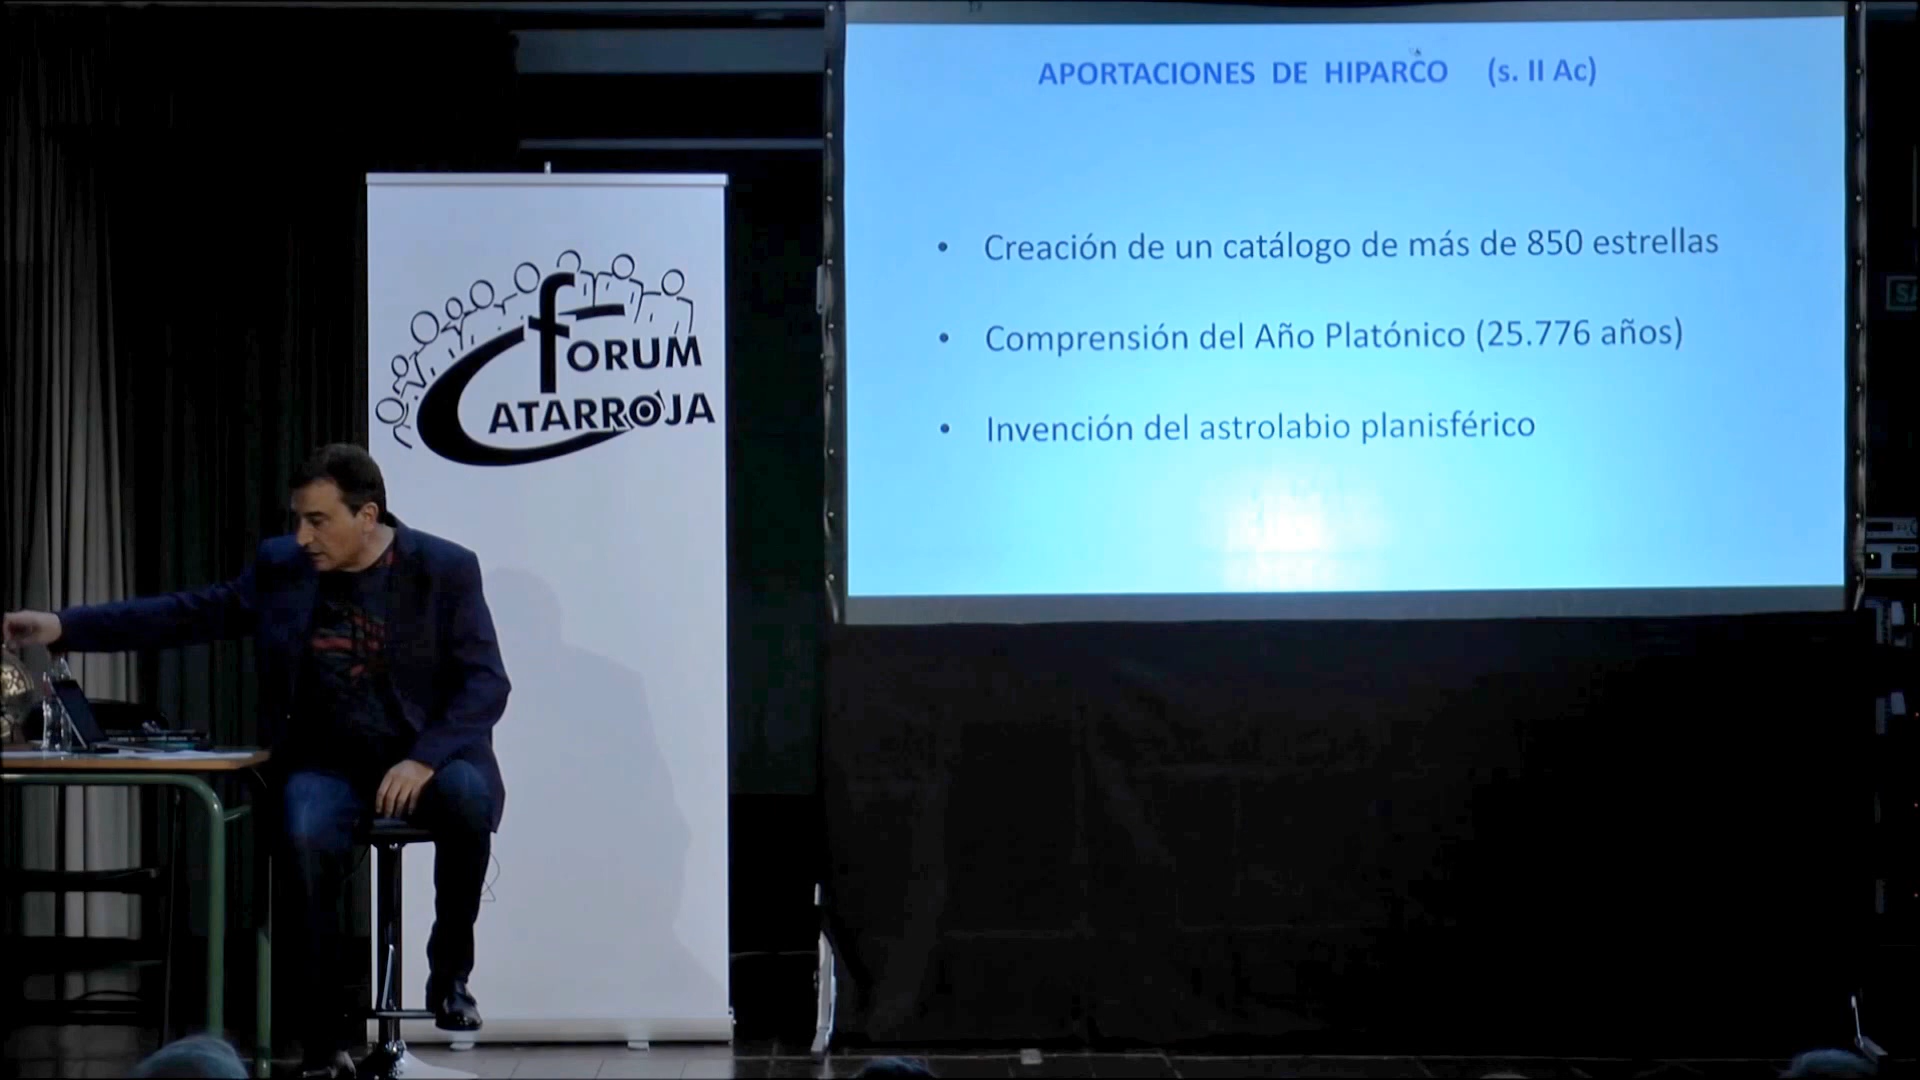 APORTACIONES DE HIPARCO (s. II Ac)
• Creación de un catálogo de más de 850 estrellas
• Comprensión del Año Platónico (25.776 años)
• Invención del astrolabio planisférico
fORUM
CATARROJA